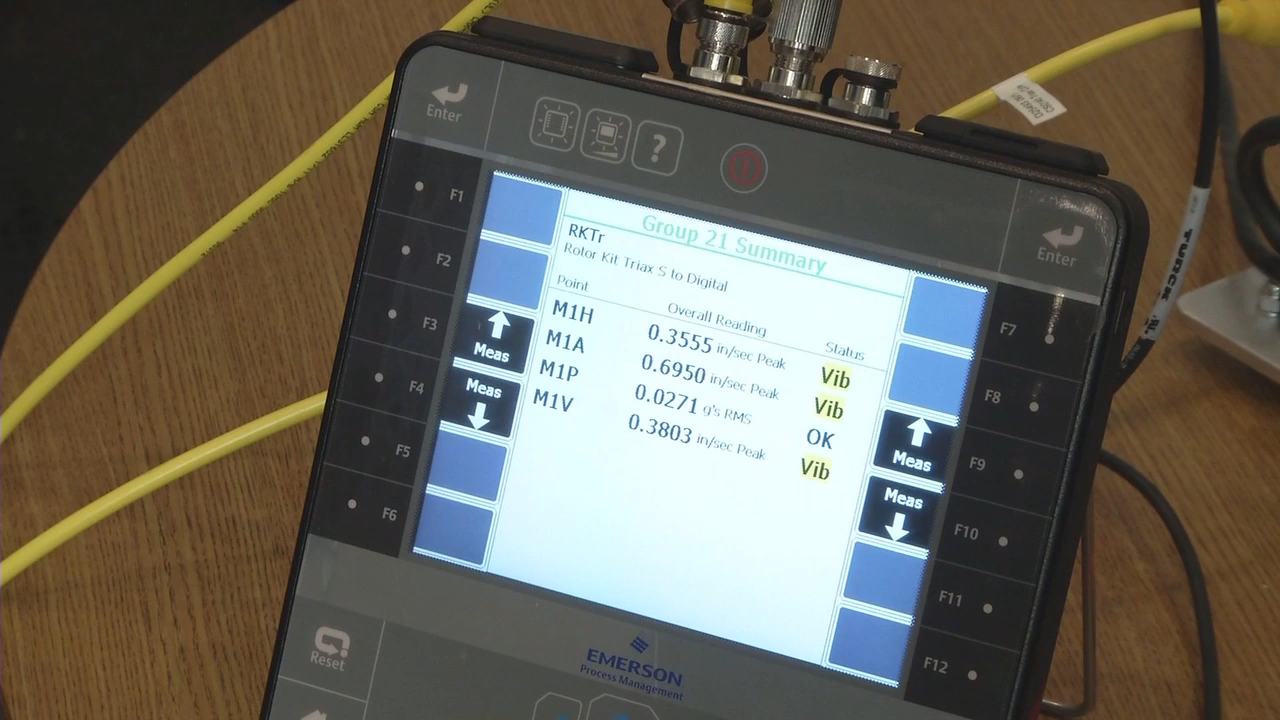 Enter
?
Enter
F1
F2
F3
F4
F5
F6
Meas
Meas
Group 21 Summary
RKTr
Rotor Kit Triax S to Digital
Point Overall Reading Status
M1H 0.3555 in/sec Peak Vib
M1A 0.6950 in/sec Peak Vib
M1P 0.0271 g's RMS OK
M1V 0.3803 in/sec Peak Vib
Meas
Meas
F7
F8
F9
F10
F11
F12
Reset
EMERSON
Process Management